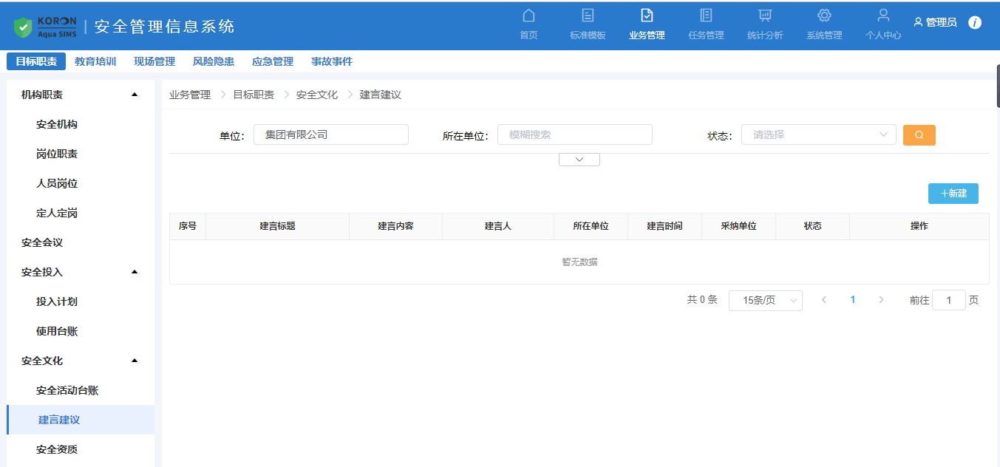 KORON
Aqua SIMS
安全管理信息系统
首页 标准模板 业务管理 任务管理 统计分析 系统管理 个人中心 管理员 i
目标职责 教育培训 现场管理 风险隐患 应急管理 事故事件
机构职责
安全机构
岗位职责
人员岗位
定人定岗
安全会议
安全投入
投入计划
使用台账
安全文化
安全活动台账
建言建议
安全资质
业务管理 > 目标职责 > 安全文化 > 建言建议
单位： 集团有限公司 所在单位： 模糊搜索 状态： 请选择
+新建
序号 建言标题 建言内容 建言人 所在单位 建言时间 采纳单位 状态 操作
暂无数据
共 0 条 15条/页 < 1 > 前往 1 页